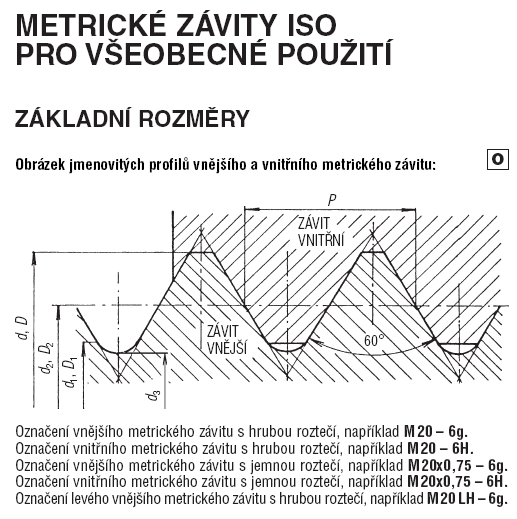 METRICKÉ ZÁVITY ISO
PRO VŠEOBECNÉ POUŽITÍ
ZÁKLADNÍ ROZMĚRY
Obrázek jmenovitých profilů vnějšího a vnitřního metrického závitu:
O
P
ZÁVIT
VNITŘNÍ
ZÁVIT
VNĚJŠÍ
60°
d, D
d2, D2
d1, D1
d3
Označení vnějšího metrického závitu s hrubou roztečí, například M20 – 6g.
Označení vnitřního metrického závitu s hrubou roztečí, například M20 – 6H.
Označení vnějšího metrického závitu s jemnou roztečí, například M20x0,75 – 6g.
Označení vnitřního metrického závitu s jemnou roztečí, například M20x0,75 – 6H.
Označení levého vnějšího metrického závitu s hrubou roztečí, například M20 LH – 6g.